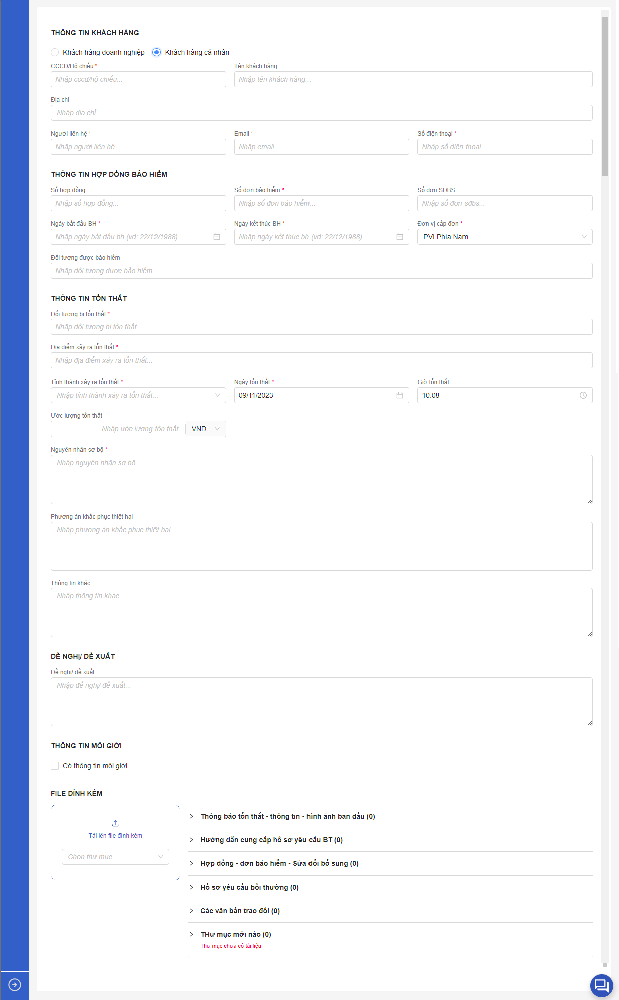 THÔNG TIN KHÁCH HÀNG
Khách hàng doanh nghiệp Khách hàng cá nhân
CCCD/Hộ chiếu * Tên khách hàng
Nhập cccd/hộ chiếu... Nhập tên khách hàng...
Địa chỉ
Nhập địa chỉ...
Người liên hệ * Email * Số điện thoại *
Nhập người liên hệ... Nhập email... Nhập số điện thoại...
THÔNG TIN HỢP ĐỒNG BẢO HIỂM
Số hợp đồng Số đơn bảo hiểm * Số đơn SĐBS
Nhập số hợp đồng... Nhập số đơn bảo hiểm... Nhập số đơn sđbs...
Ngày bắt đầu BH * Ngày kết thúc BH * Đơn vị cấp đơn *
Nhập ngày bắt đầu bh (vd: 22/12/1988) Nhập ngày kết thúc bh (vd: 22/12/1988) PVI Phía Nam
Đối tượng được bảo hiểm
Nhập đối tượng được bảo hiểm...
THÔNG TIN TỔN THẤT
Đối tượng bị tổn thất *
Nhập đối tượng bị tổn thất...
Địa điểm xảy ra tổn thất *
Nhập địa điểm xảy ra tổn thất...
Tỉnh thành xảy ra tổn thất * Ngày tổn thất * Giờ tổn thất
Nhập tỉnh thành xảy ra tổn thất... 09/11/2023 10:08
Ước lượng tổn thất
Nhập ước lượng tổn thất... VND
Nguyên nhân sơ bộ *
Nhập nguyên nhân sơ bộ...
Phương án khắc phục thiệt hại
Nhập phương án khắc phục thiệt hại...
Thông tin khác
Nhập thông tin khác...
ĐỀ NGHỊ/ ĐỀ XUẤT
Đề nghị/ đề xuất
Nhập đề nghị/ đề xuất...
THÔNG TIN MÔI GIỚI
Có thông tin môi giới
FILE ĐÍNH KÈM
Tải lên file đính kèm
Chọn thư mục
Thông báo tổn thất - thông tin - hình ảnh ban đầu (0)
Hướng dẫn cung cấp hồ sơ yêu cầu BT (0)
Hợp đồng - đơn bảo hiểm - Sửa đổi bổ sung (0)
Hồ sơ yêu cầu bồi thường (0)
Các văn bản trao đổi (0)
THư mục mới nào (0)
Thư mục chưa có tài liệu